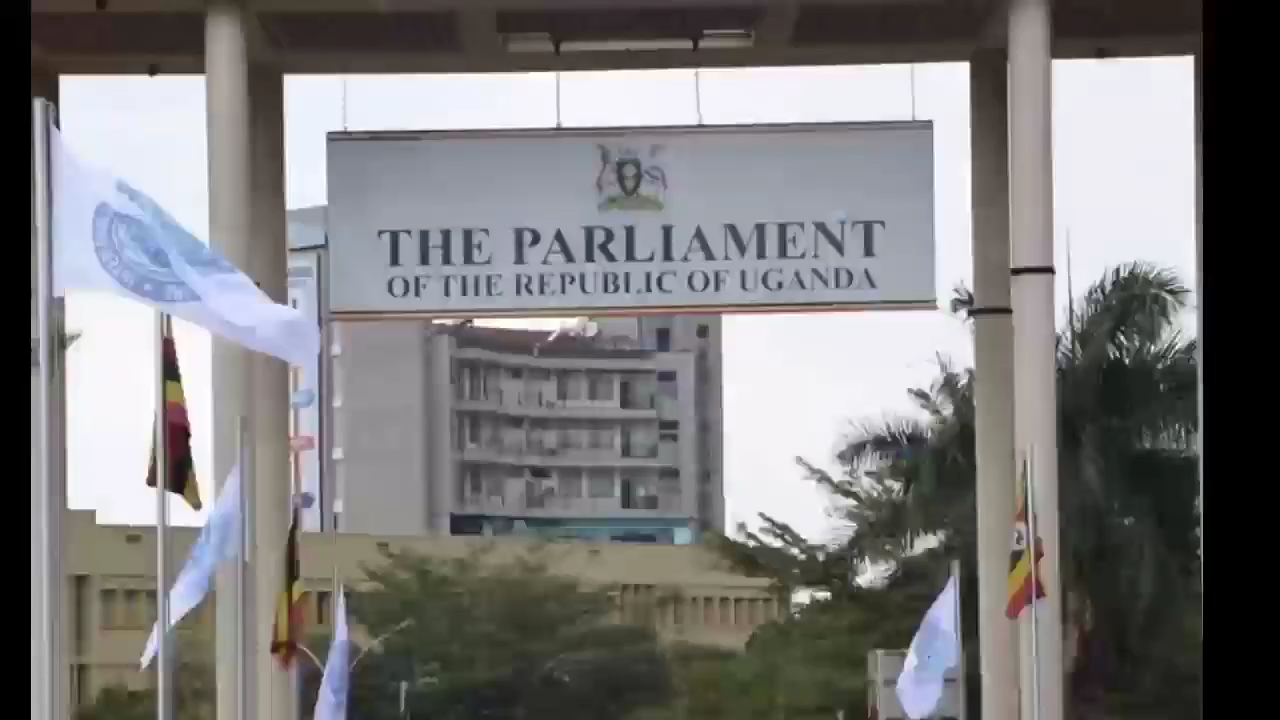 THE PARLIAMENT
OF THE REPUBLIC OF UGANDA